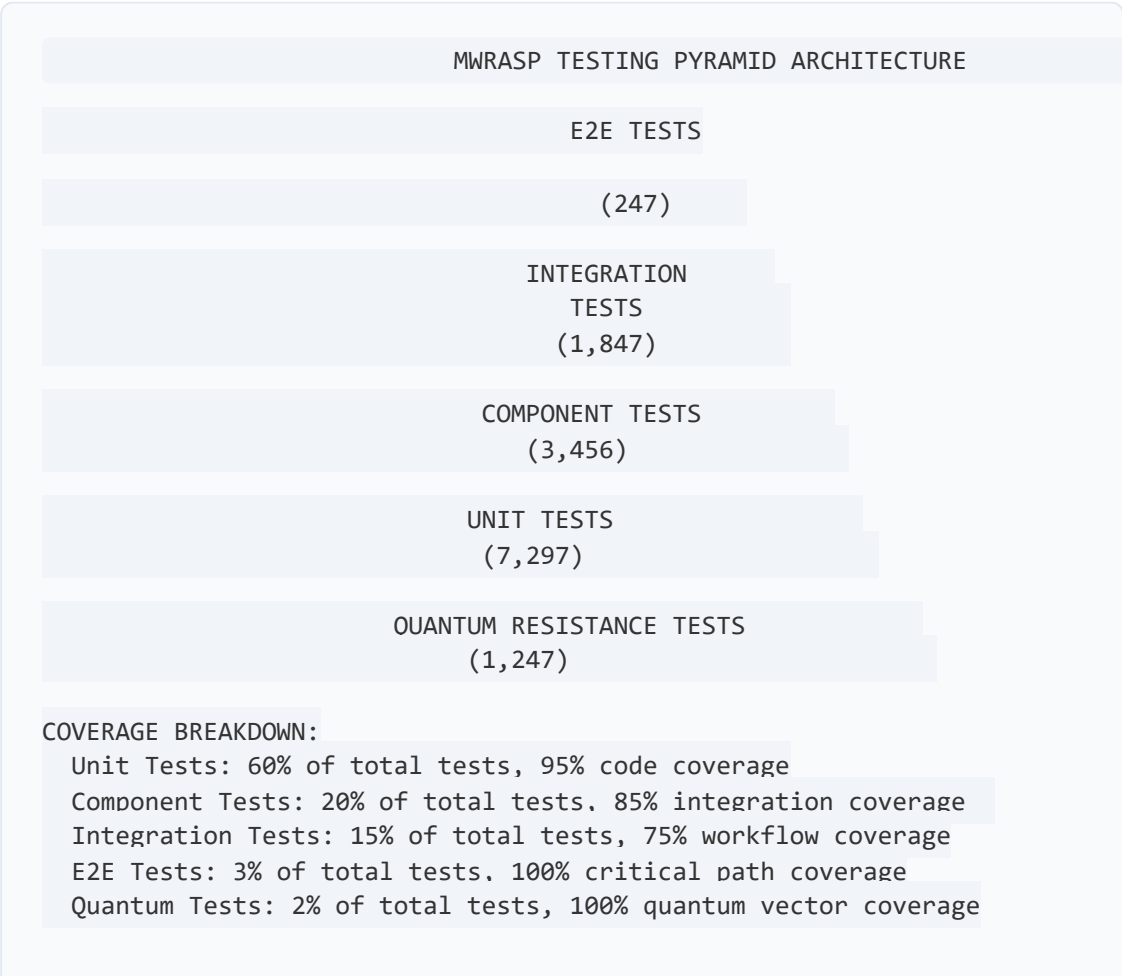 MWRASP TESTING PYRAMID ARCHITECTURE
E2E TESTS
(247)
INTEGRATION
TESTS
(1,847)
COMPONENT TESTS
(3,456)
UNIT TESTS
(7,297)
QUANTUM RESISTANCE TESTS
(1,247)
COVERAGE BREAKDOWN:
Unit Tests: 60% of total tests, 95% code coverage
Component Tests: 20% of total tests, 85% integration coverage
Integration Tests: 15% of total tests, 75% workflow coverage
E2E Tests: 3% of total tests, 100% critical path coverage
Quantum Tests: 2% of total tests, 100% quantum vector coverage